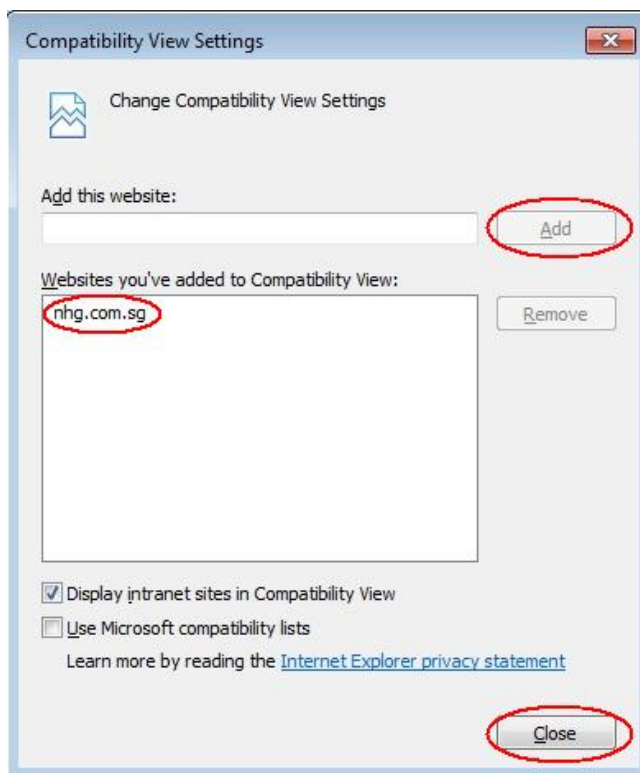 Compatibility View Settings
Change Compatibility View Settings
Add this website:
Add
Websites you've added to Compatibility View:
nhg.com.sg
Remove
Display intranet sites in Compatibility View
Use Microsoft compatibility lists
Learn more by reading the Internet Explorer privacy statement
Close